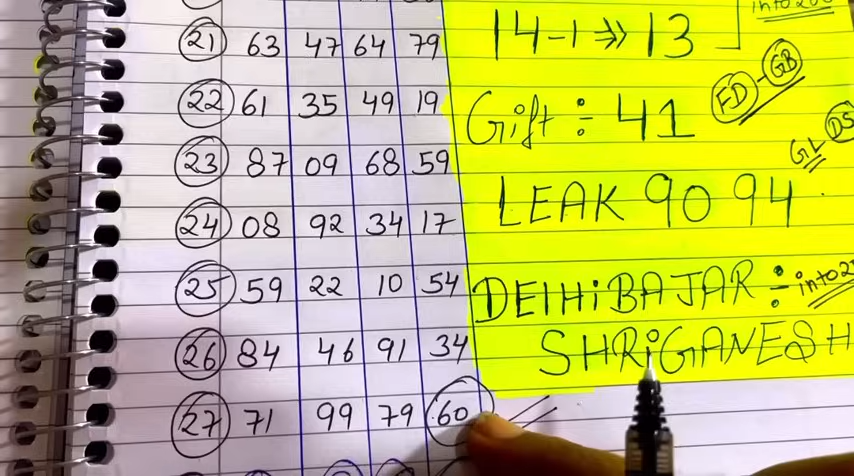 21 63 47 64 79
22 61 35 49 19
23 87 09 68 59
24 08 92 34 17
25 59 22 10 54
26 84 46 91 34
27 71 99 79 60
14-1 ⇒ 13
FD - GB
Gift ÷ 41
GL DS
LEAK 90 94
DElHiBAJAR ÷
SHRiGANESH